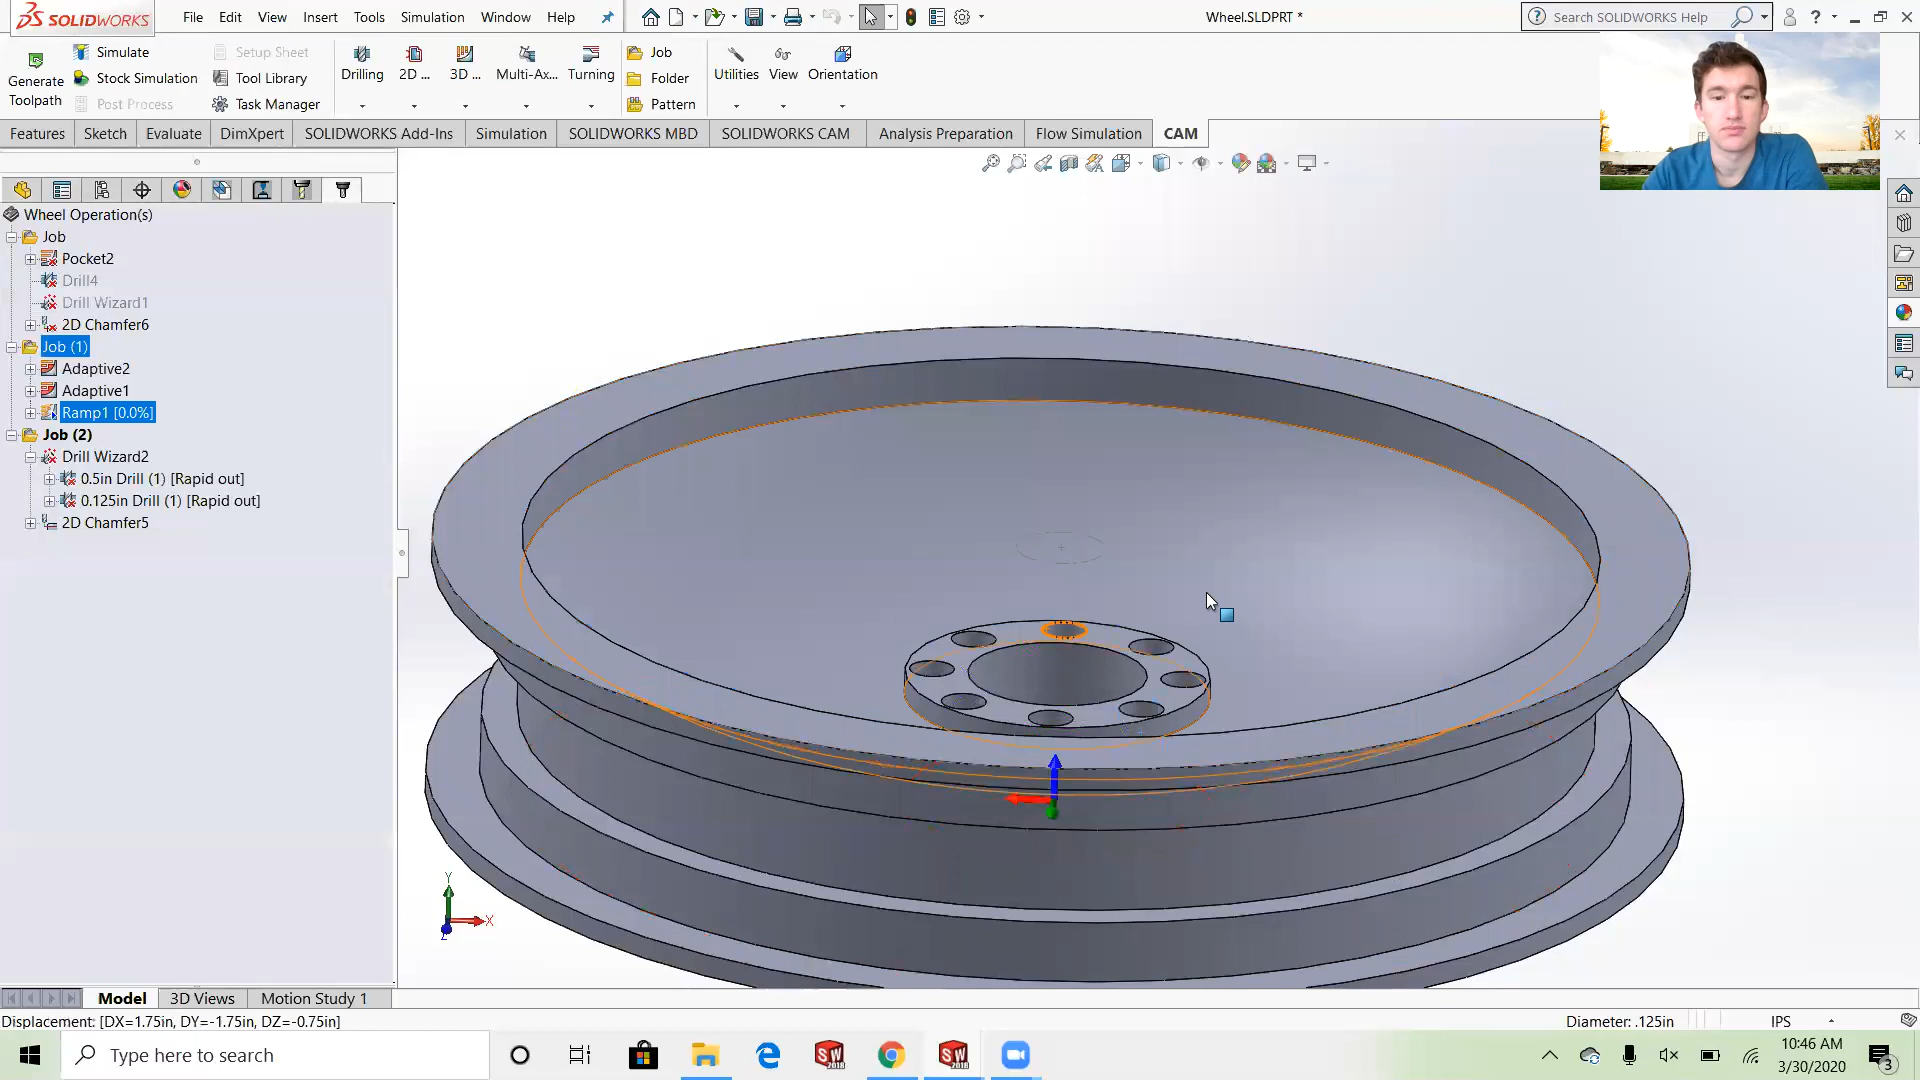 SOLIDWORKS
File Edit View Insert Tools Simulation Window Help
Wheel.SLDPRT *
Search SOLIDWORKS Help
Generate Toolpath
Simulate
Stock Simulation
Post Process
Setup Sheet
Tool Library
Task Manager
Drilling 2D ... 3D ... Multi-Ax... Turning
Job
Folder
Pattern
Utilities View Orientation
Features Sketch Evaluate DimXpert SOLIDWORKS Add-Ins Simulation SOLIDWORKS MBD SOLIDWORKS CAM Analysis Preparation Flow Simulation CAM
Wheel Operation(s)
Job
Pocket2
Drill4
Drill Wizard1
2D Chamfer6
Job (1)
Adaptive2
Adaptive1
Ramp1 [0.0%]
Job (2)
Drill Wizard2
0.5in Drill (1) [Rapid out]
0.125in Drill (1) [Rapid out]
2D Chamfer5
Y
X
Z
Model 3D Views Motion Study 1
Displacement: [DX=1.75in, DY=-1.75in, DZ=-0.75in]
Diameter: .125in
IPS
Type here to search
SW 2018
SW 2018
10:46 AM
3/30/2020
3